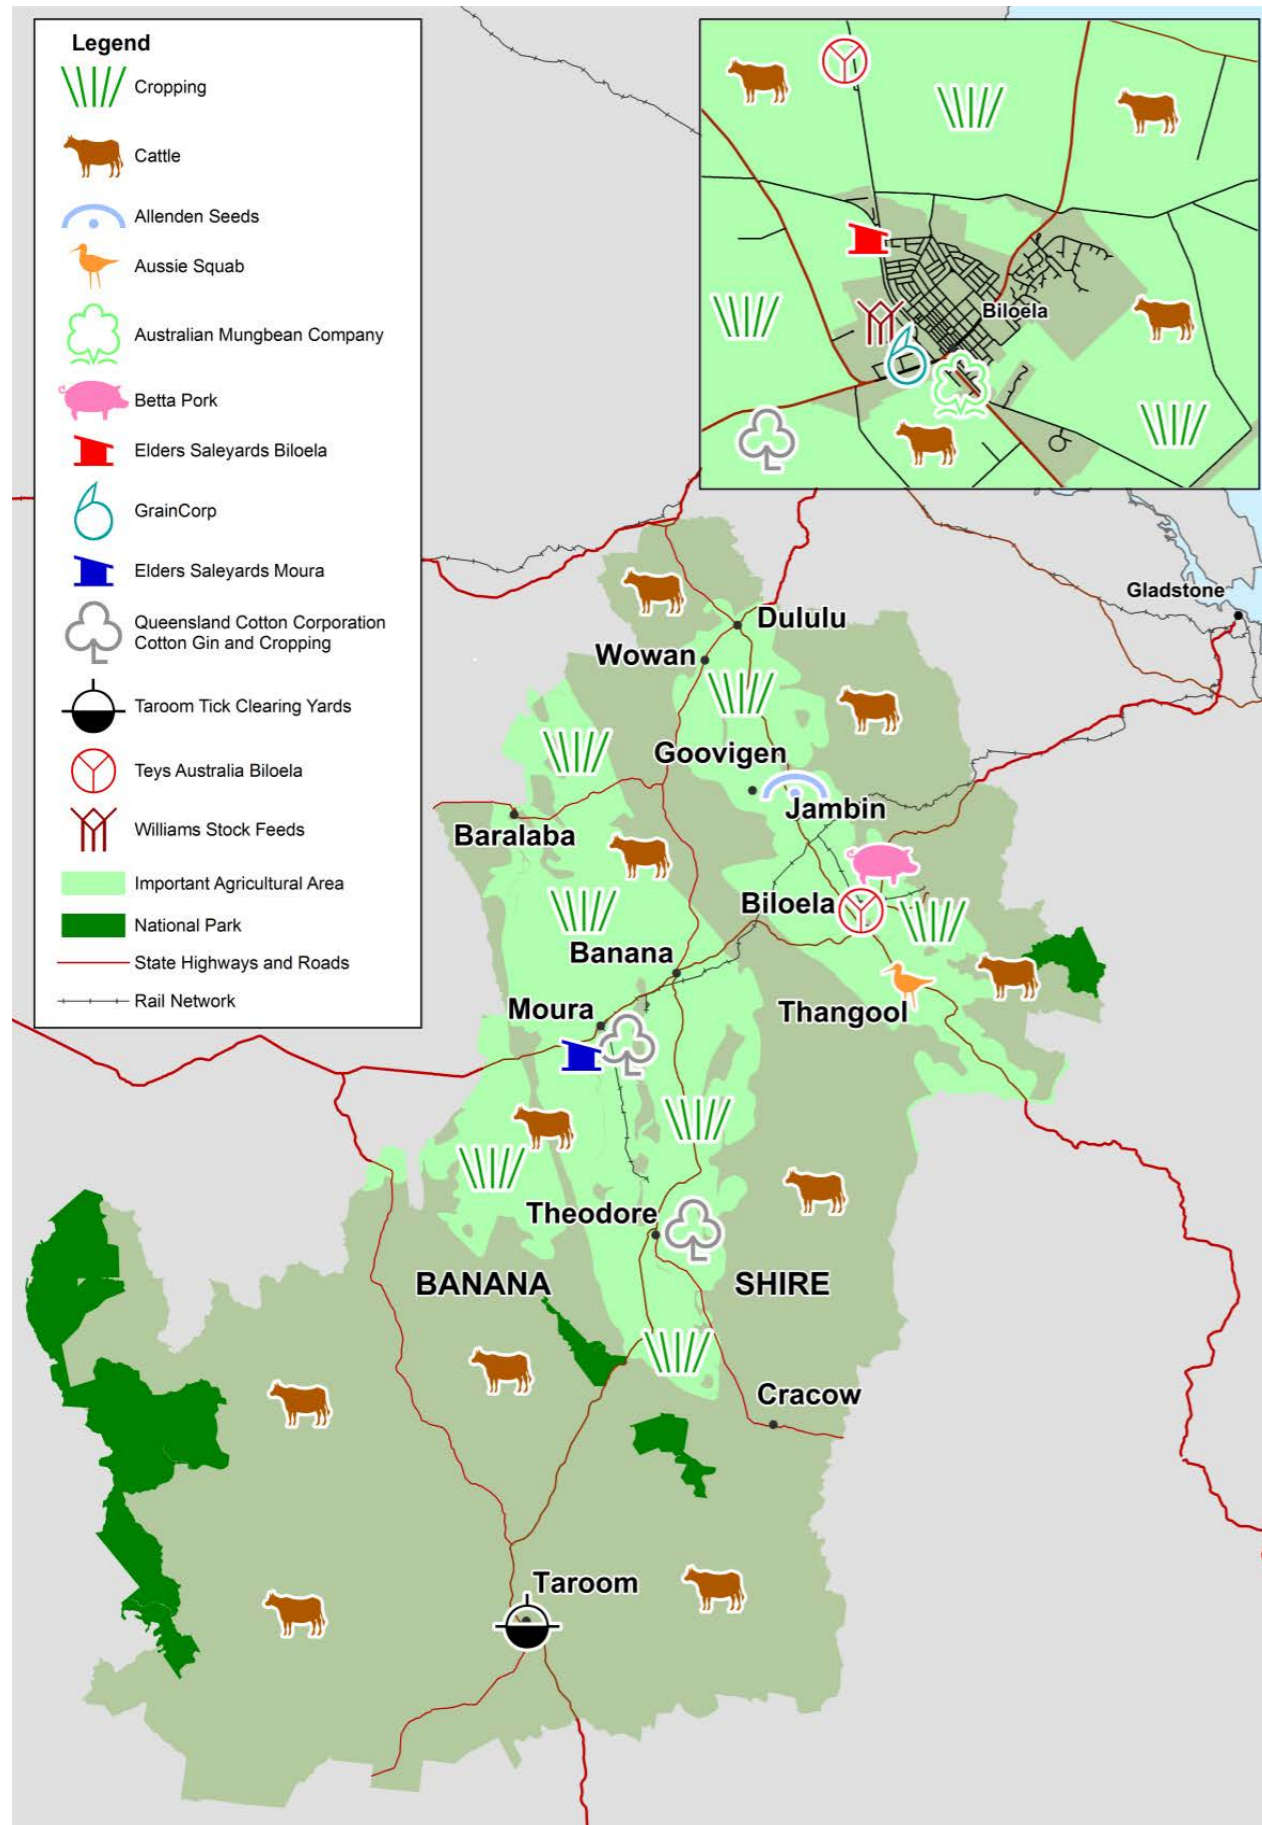 Legend
Cropping
Cattle
Allenden Seeds
Aussie Squab
Australian Mungbean Company
Betta Pork
Elders Saleyards Biloela
GrainCorp
Elders Saleyards Moura
Queensland Cotton Corporation
Cotton Gin and Cropping
Taroom Tick Clearing Yards
Teys Australia Biloela
Williams Stock Feeds
Important Agricultural Area
National Park
State Highways and Roads
Rail Network
Biloela
Gladstone
Dululu
Wowan
Goovigen
Jambin
Baralaba
Biloela
Banana
Moura
Thangool
Theodore
BANANA SHIRE
Cracow
Taroom